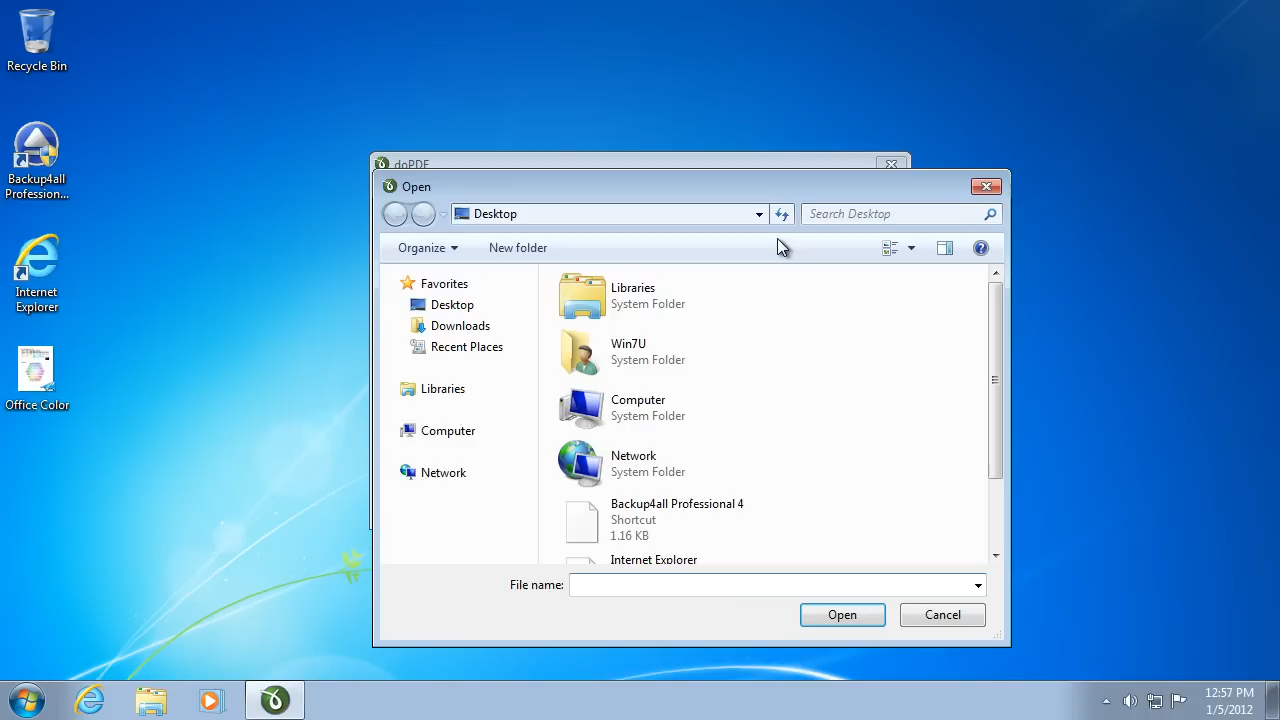 Recycle Bin
Backup4all
Profession...
Internet
Explorer
Office Color
doPDF
Open
Desktop
Search Desktop
Organize
New folder
Favorites
Desktop
Downloads
Recent Places
Libraries
Computer
Network
Libraries
System Folder
Win7U
System Folder
Computer
System Folder
Network
System Folder
Backup4all Professional 4
Shortcut
1.16 KB
Internet Explorer
File name:
Open
Cancel
12:57 PM
1/5/2012